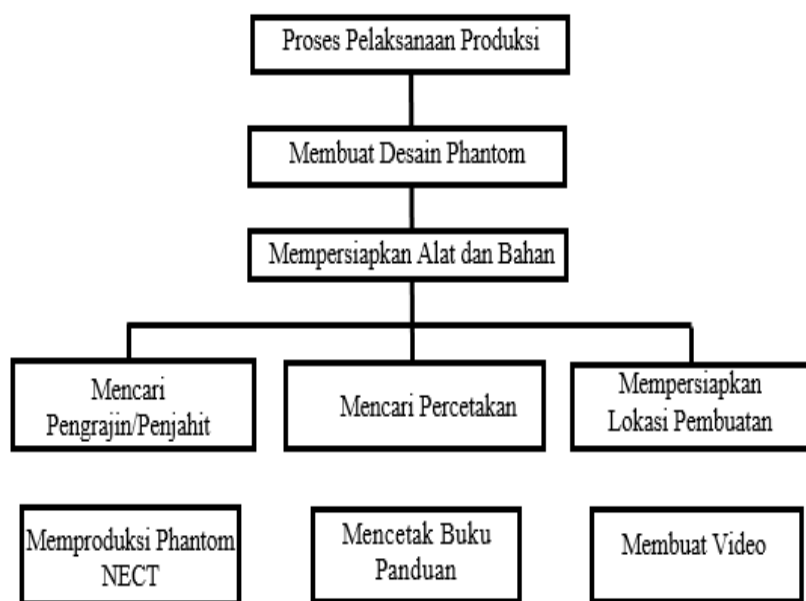 Proses Pelaksanaan Produksi
Membuat Desain Phantom
Mempersiapkan Alat dan Bahan
Mencari
Pengrajin/Penjahit
Mencari Percetakan
Mempersiapkan
Lokasi Pembuatan
Memproduksi Phantom
NECT
Mencetak Buku
Panduan
Membuat Video